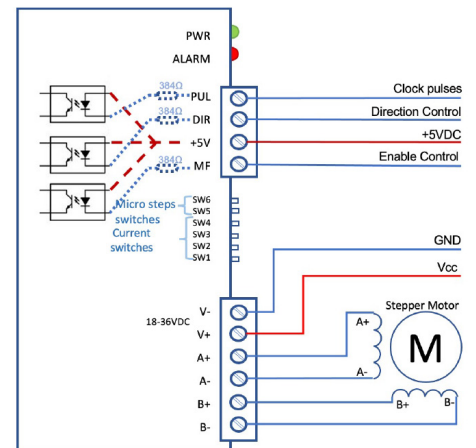 PWR
ALARM
384Ω
PUL
Clock pulses
384Ω
DIR
Direction Control
+5V
+5VDC
384Ω
MF
Enable Control
SW6
Micro steps
switches
SW5
Current
switches
SW4
SW3
SW2
SW1
GND
Vcc
V-
18-36VDC
V+
Stepper Motor
A+
A+
M
A-
A-
B+
B+
B-
B-